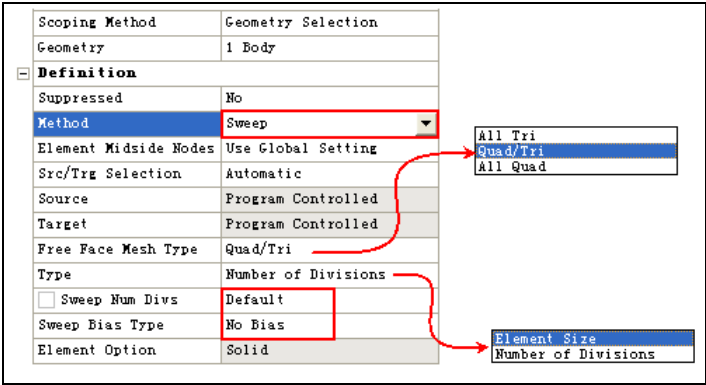 Scoping Method Geometry Selection
Geometry 1 Body
Definition
Suppressed No
Method Sweep
Element Midside Nodes Use Global Setting
Src/Trg Selection Automatic
Source Program Controlled
Target Program Controlled
Free Face Mesh Type Quad/Tri
Type Number of Divisions
Sweep Num Divs Default
Sweep Bias Type No Bias
Element Option Solid
All Tri
Quad/Tri
All Quad
Element Size
Number of Divisions